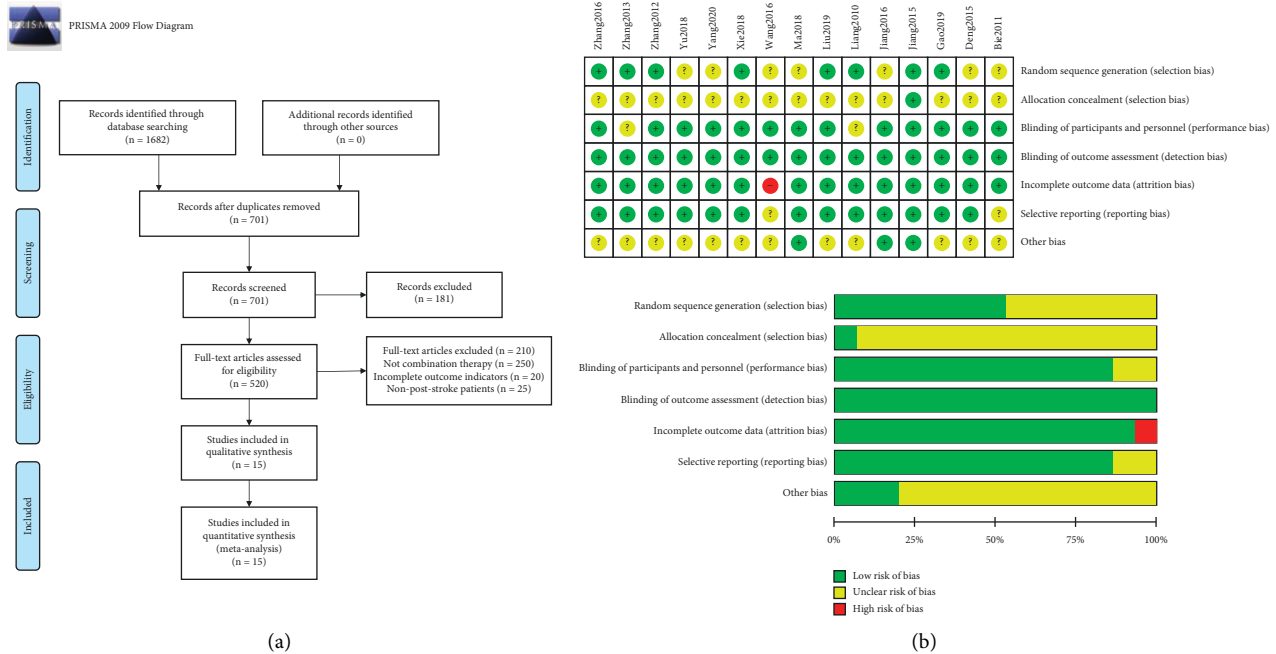 PRISMA
PRISMA 2009 Flow Diagram
Identification
Screening
Eligibility
Included
Records identified through
database searching
(n = 1682)
Additional records identified
through other sources
(n = 0)
Records after duplicates removed
(n = 701)
Records screened
(n = 701)
Records excluded
(n = 181)
Full-text articles assessed
for eligibility
(n = 520)
Full-text articles excluded (n = 210)
Not combination therapy (n = 250)
Incomplete outcome indicators (n = 20)
Non-post-stroke patients (n = 25)
Studies included in
qualitative synthesis
(n = 15)
Studies included in
quantitative synthesis
(meta-analysis)
(n = 15)
(a)
Zhang2016
Zhang2013
Zhang2012
Yu2018
Yang2020
Xie2018
Wang2016
Ma2018
Liu2019
Liang2010
Jiang2016
Jiang2015
Gao2019
Deng2015
Bie2011
+ + + ? ? + ? ? + + ? + + ? ? Random sequence generation (selection bias)
? ? ? ? ? ? ? ? ? ? ? + ? ? ? Allocation concealment (selection bias)
+ ? + + + + + + + ? + + + + + Blinding of participants and personnel (performance bias)
+ + + + + + + + + + + + + + + Blinding of outcome assessment (detection bias)
+ + + + + + – + + + + + + + + Incomplete outcome data (attrition bias)
+ + + + + + ? + + + + + + + ? Selective reporting (reporting bias)
? ? ? ? ? ? ? + ? ? + + ? ? ? Other bias
Random sequence generation (selection bias)
Allocation concealment (selection bias)
Blinding of participants and personnel (performance bias)
Blinding of outcome assessment (detection bias)
Incomplete outcome data (attrition bias)
Selective reporting (reporting bias)
Other bias
0% 25% 50% 75% 100%
Low risk of bias
Unclear risk of bias
High risk of bias
(b)